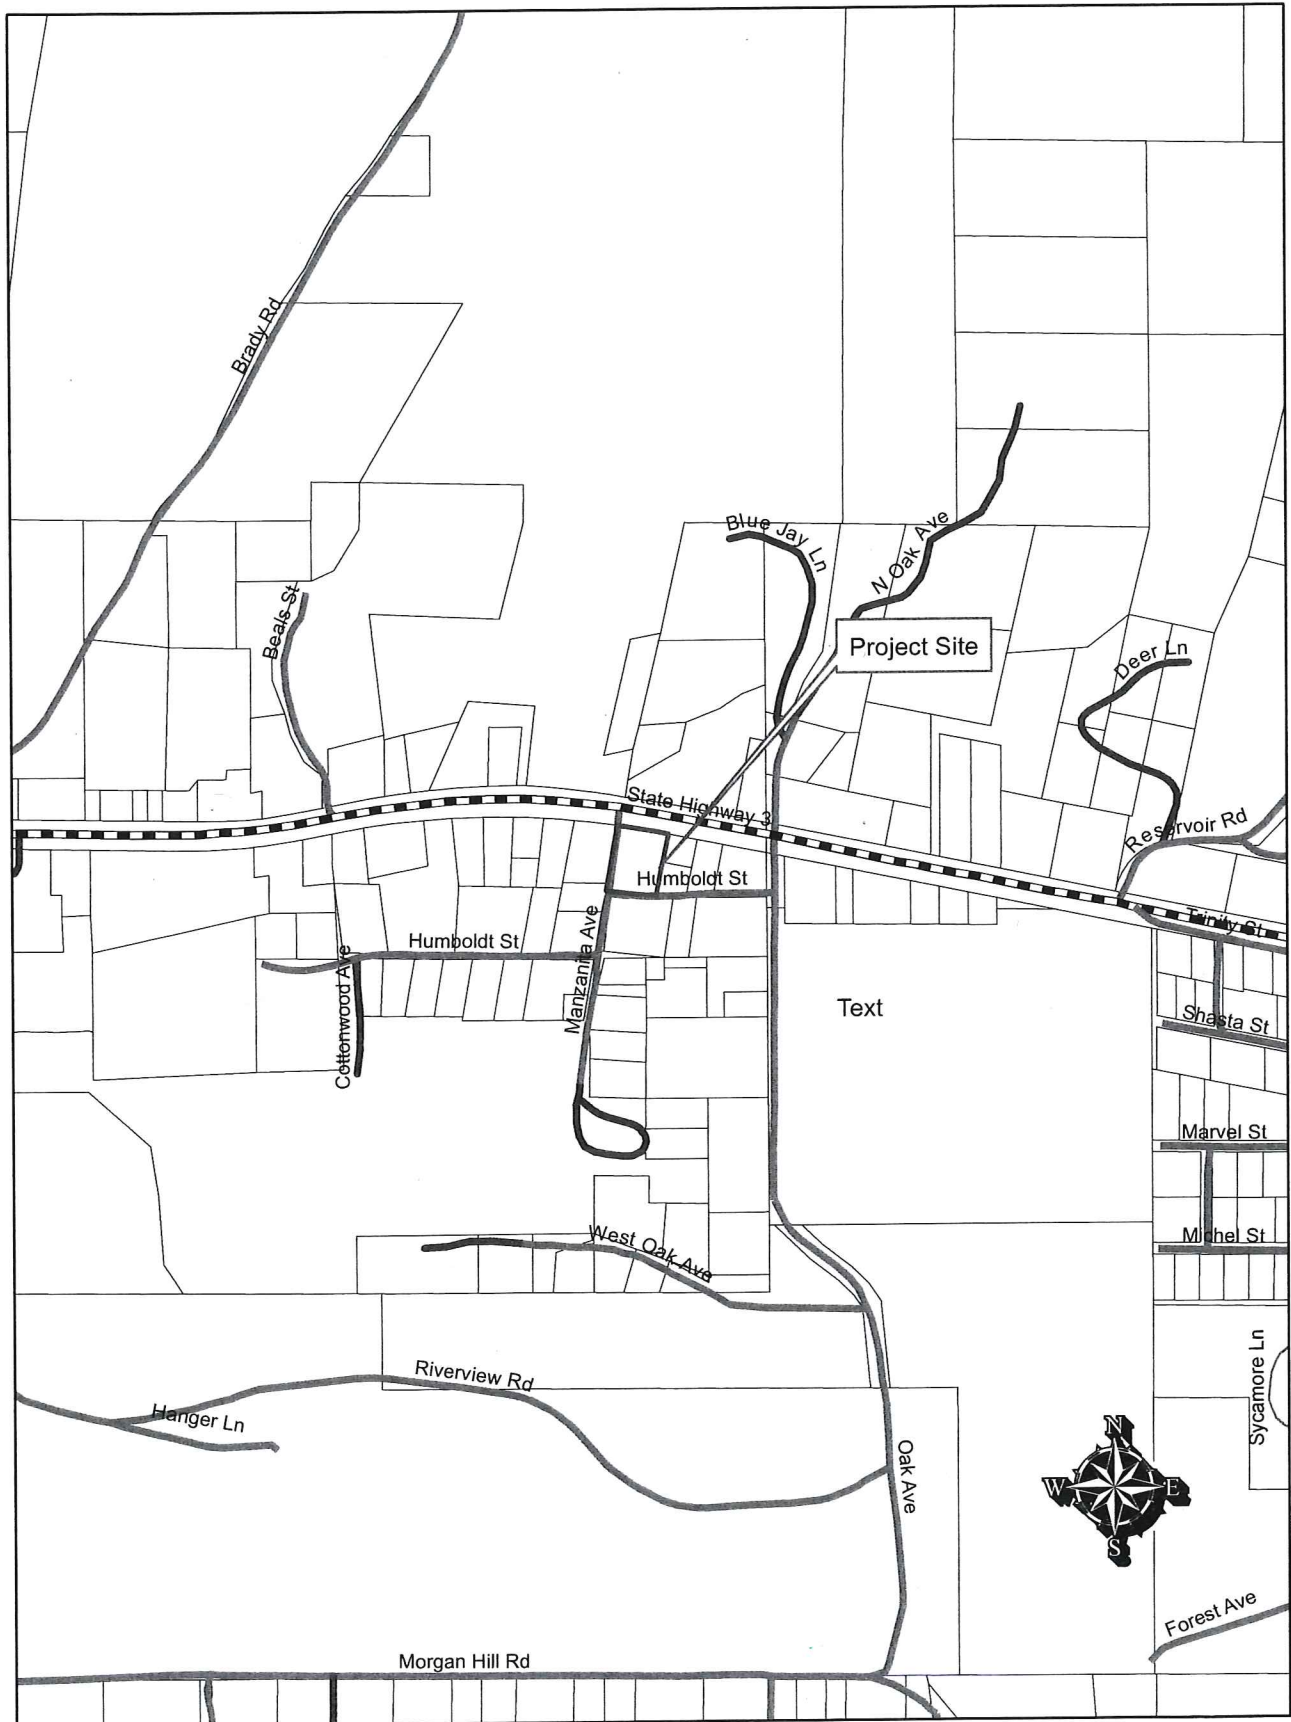 Brady Rd
Blue Jay Ln
N Oak Ave
Beals St
Project Site
Deer Ln
State Highway 3
Reservoir Rd
Humboldt St
Trinity St
Humboldt St
Manzanita Ave
Cottonwood Ave
Text
Shasta St
Marvel St
West Oak Ave
Michel St
Sycamore Ln
Riverview Rd
Hanger Ln
Oak Ave
N
W
E
S
Forest Ave
Morgan Hill Rd